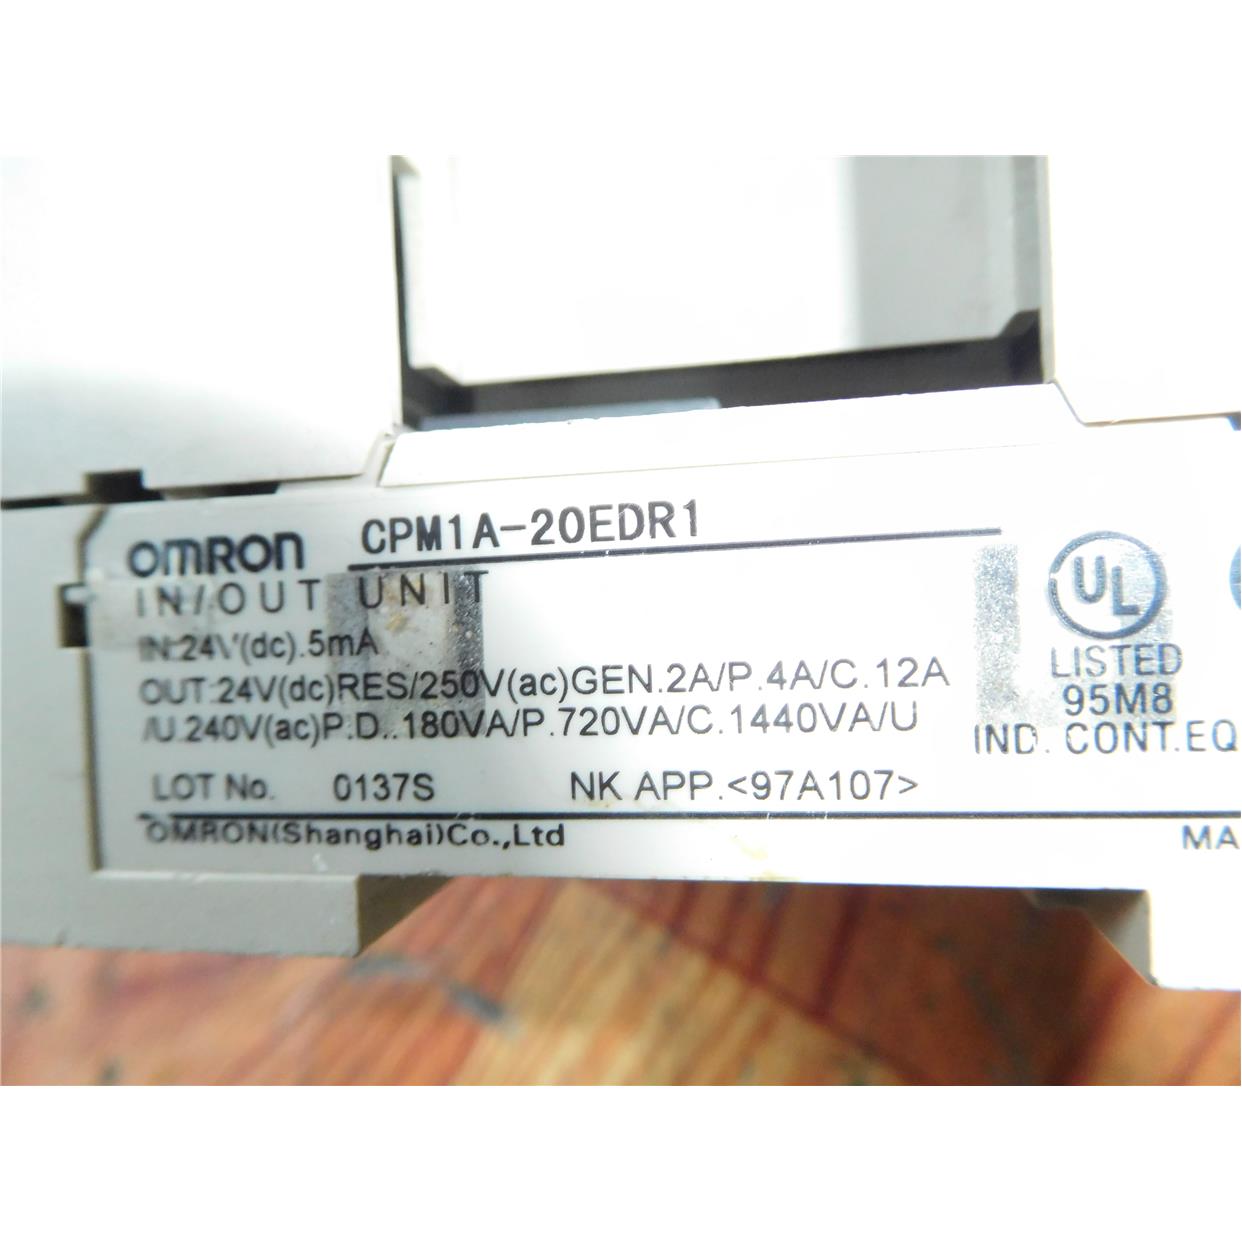 OMRON CPM1A-20EDR1
IN/OUT UNIT
IN:24V(dc).5mA
OUT:24V(dc)RES/250V(ac)GEN.2A/P.4A/C.12A
/U.240V(ac)P.D..180VA/P.720VA/C.1440VA/U
LOT No. 0137S NK APP.<97A107>
OMRON(Shanghai)Co.,Ltd
UL
LISTED
95M8
IND. CONT.EQ
MA